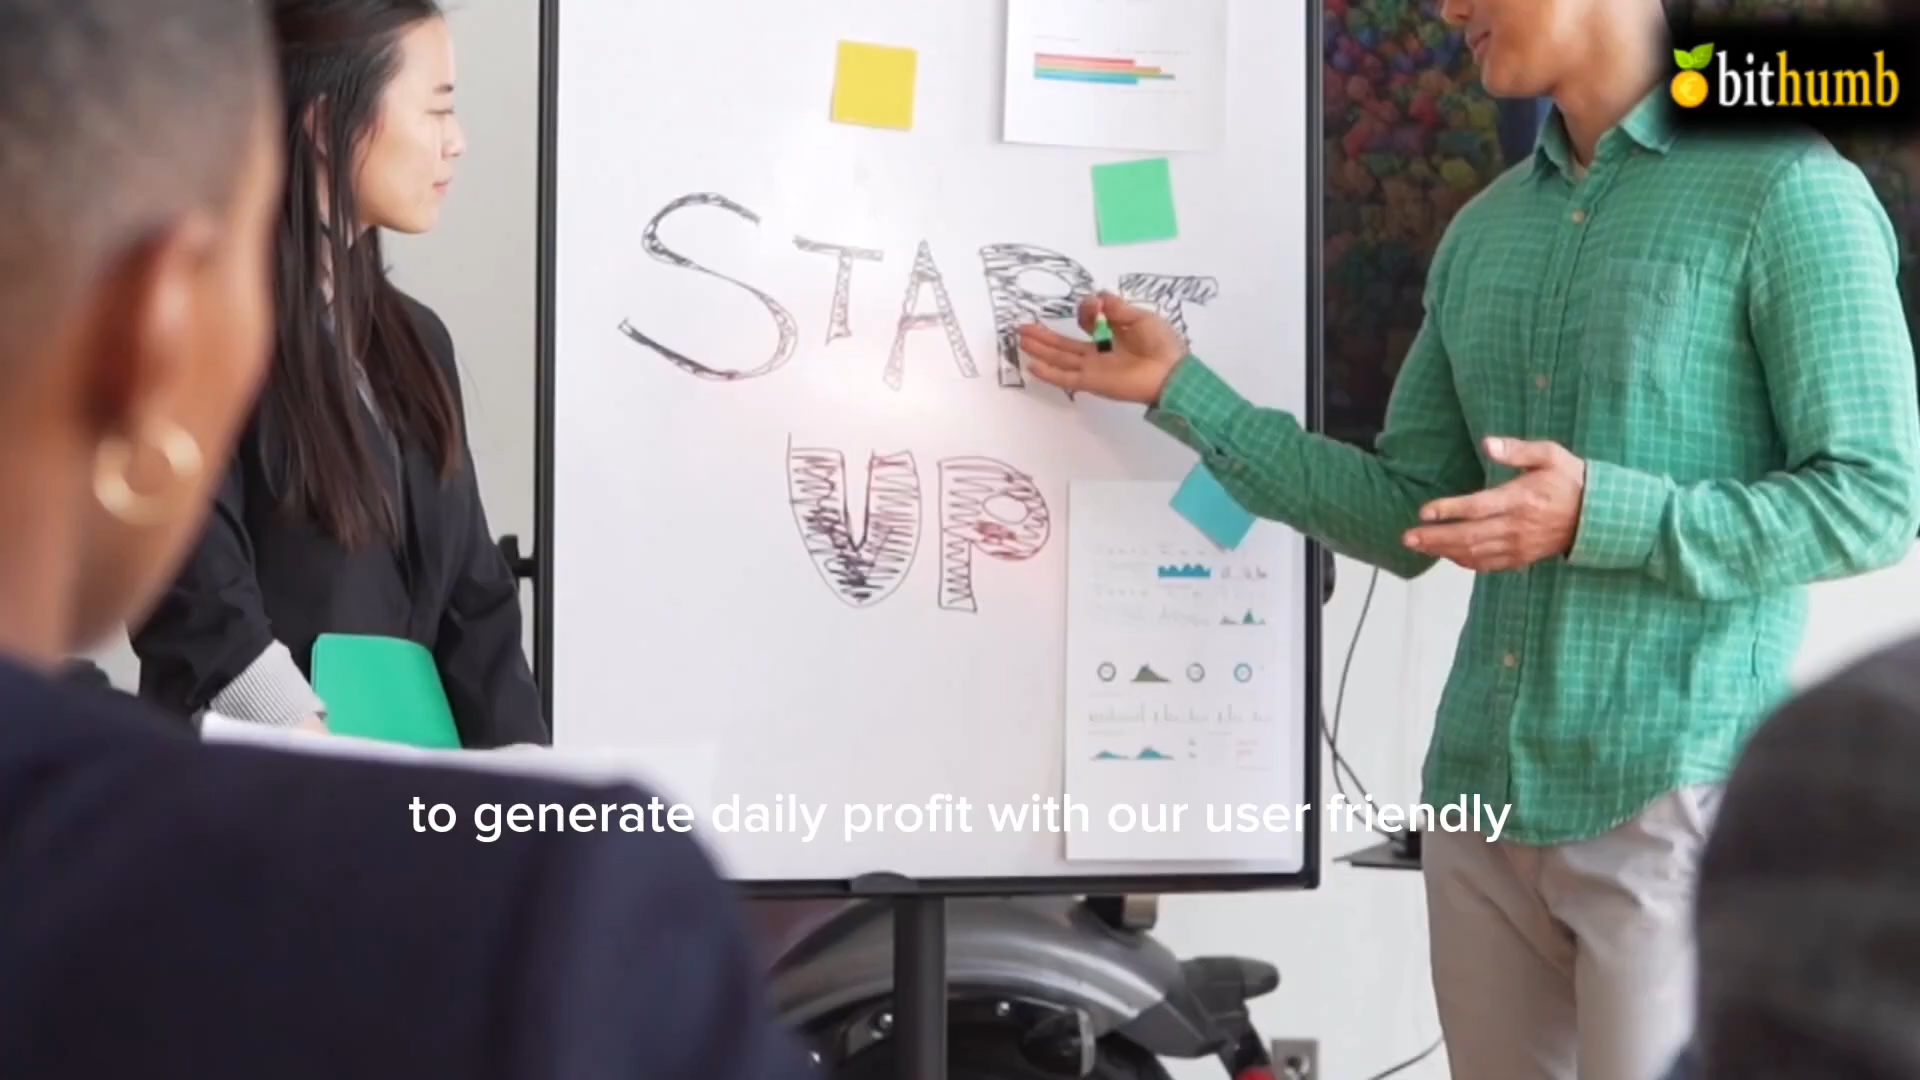 bithumb
START
UP
to generate daily profit with our user friendly